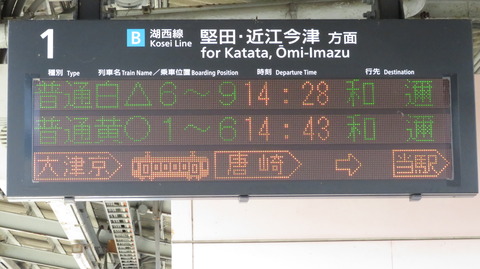 1 B 湖西線 Kosei Line 堅田・近江今津 方面 for Katata, Ōmi-Imazu
種別 Type 列車名 Train Name / 乗車位置 Boarding Position 時刻 Departure Time 行先 Destination
普通 白△6〜9 14:28 和邇
普通 黄○1〜6 14:43 和邇
大津京 唐崎 ⇨ 当駅